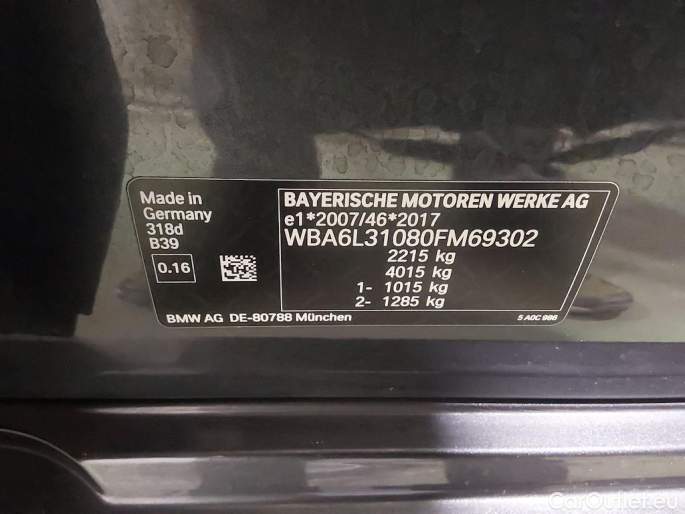 Made in
Germany
318d
B39
0.16
BAYERISCHE MOTOREN WERKE AG
e1*2007/46*2017
WBA6L31080FM69302
2215 kg
4015 kg
1- 1015 kg
2- 1285 kg
BMW AG DE-80788 München
5 A0C 986
CarOutlet.eu